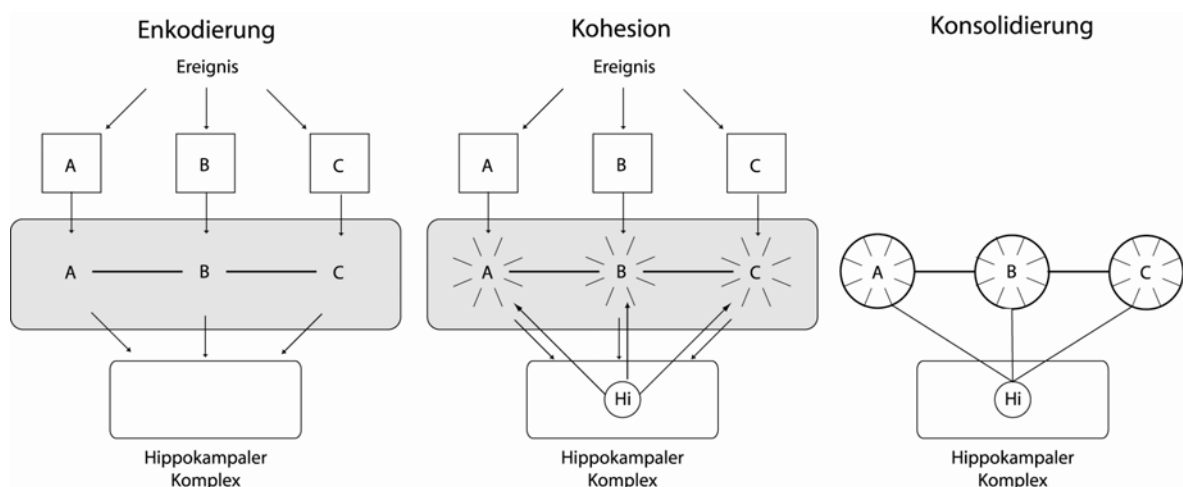 Enkodierung
Ereignis
A
B
C
A
B
C
Hippokampaler
Komplex
Kohesion
Ereignis
A
B
C
A
B
C
Hi
Hippokampaler
Komplex
Konsolidierung
A
B
C
Hi
Hippokampaler
Komplex